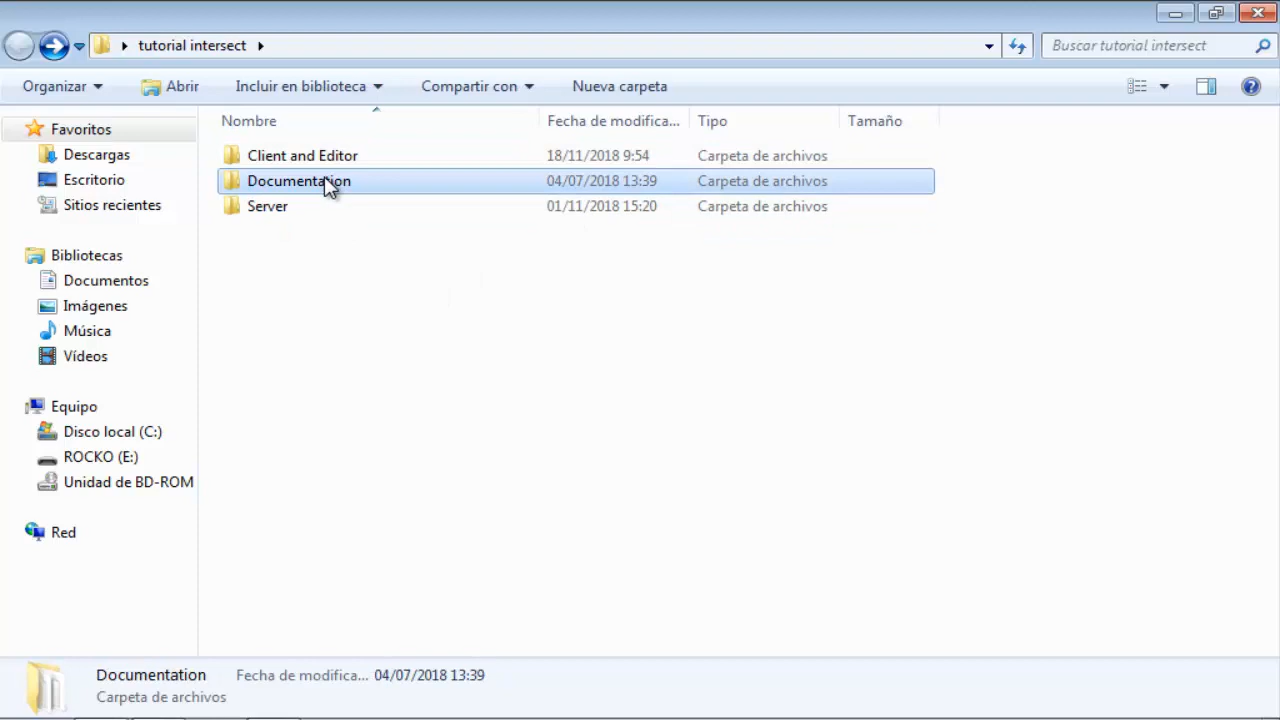 tutorial intersect
Buscar tutorial intersect
Organizar Abrir Incluir en biblioteca Compartir con Nueva carpeta
Nombre Fecha de modifica... Tipo Tamaño
Client and Editor 18/11/2018 9:54 Carpeta de archivos
Documentation 04/07/2018 13:39 Carpeta de archivos
Server 01/11/2018 15:20 Carpeta de archivos
Favoritos
Descargas
Escritorio
Sitios recientes
Bibliotecas
Documentos
Imágenes
Música
Vídeos
Equipo
Disco local (C:)
ROCKO (E:)
Unidad de BD-ROM
Red
Documentation Fecha de modifica... 04/07/2018 13:39
Carpeta de archivos